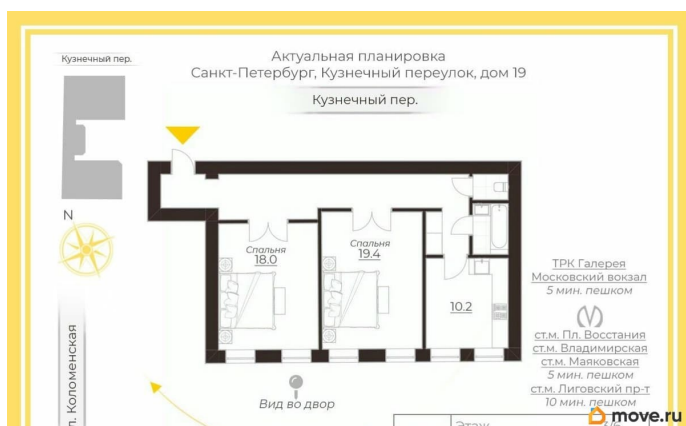 Кузнечный пер.
Актуальная планировка
Санкт-Петербург, Кузнечный переулок, дом 19
Кузнечный пер.
N
Спальня
18.0
Спальня
19.4
10.2
ТРК Галерея
Московский вокзал
5 мин. пешком
ст.м. Пл. Восстания
ст.м. Владимирская
ст.м. Маяковская
5 мин. пешком
ст.м. Лиговский пр-т
10 мин. пешком
Коломенская
Вид во двор
Этаж
move.ru